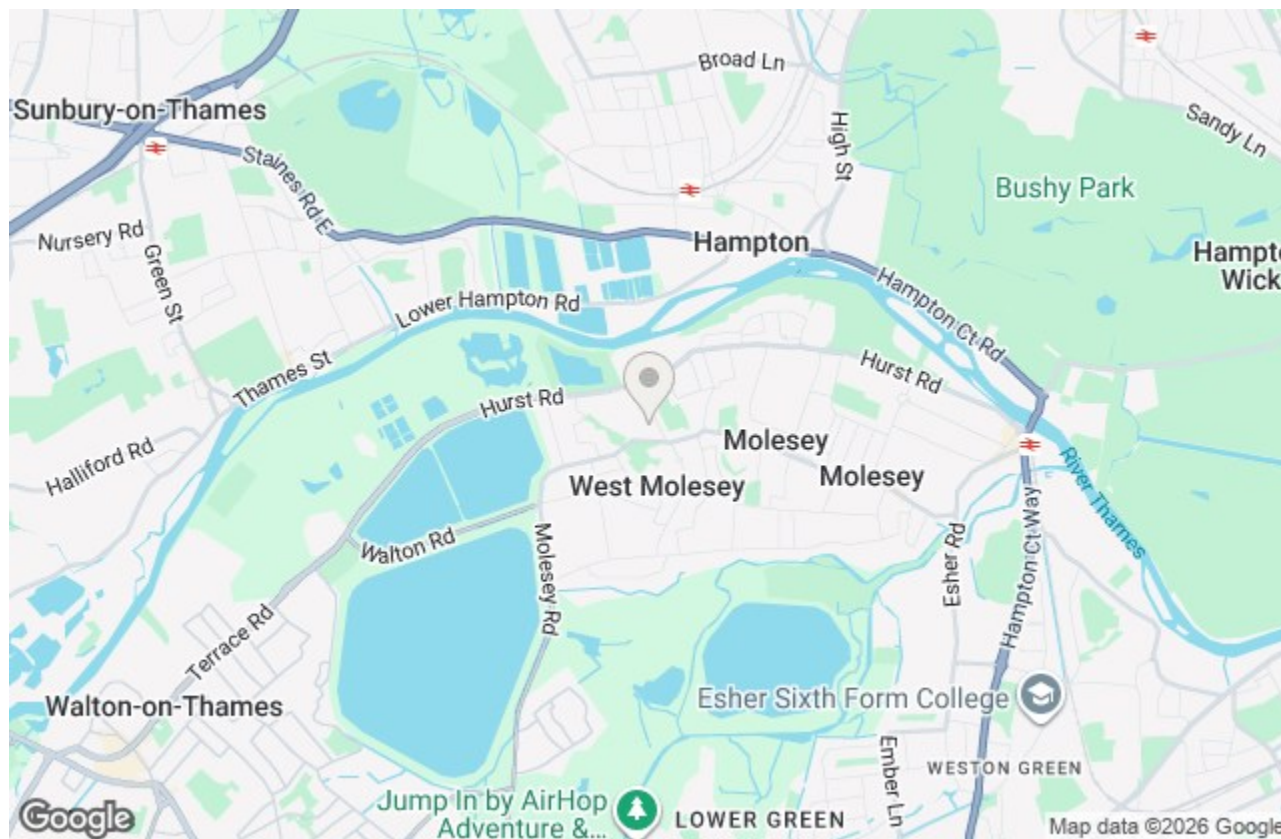 Broad Ln
Sunbury-on-Thames
Sandy Ln
High St
Staines Rd E
Bushy Park
Nursery Rd
Hampton
Hampto
Wick
Green St
Lower Hampton Rd
Hampton Ct Rd
Thames St
Hurst Rd
Hurst Rd
Halliford Rd
Molesey
Molesey
West Molesey
River Thames
Walton Rd
Molesey Rd
Esher Rd
Hampton Ct Way
Terrace Rd
Esher Sixth Form College
Walton-on-Thames
Ember Ln
WESTON GREEN
Jump In by AirHop
Adventure &...
LOWER GREEN
Google
Map data ©2026 Google